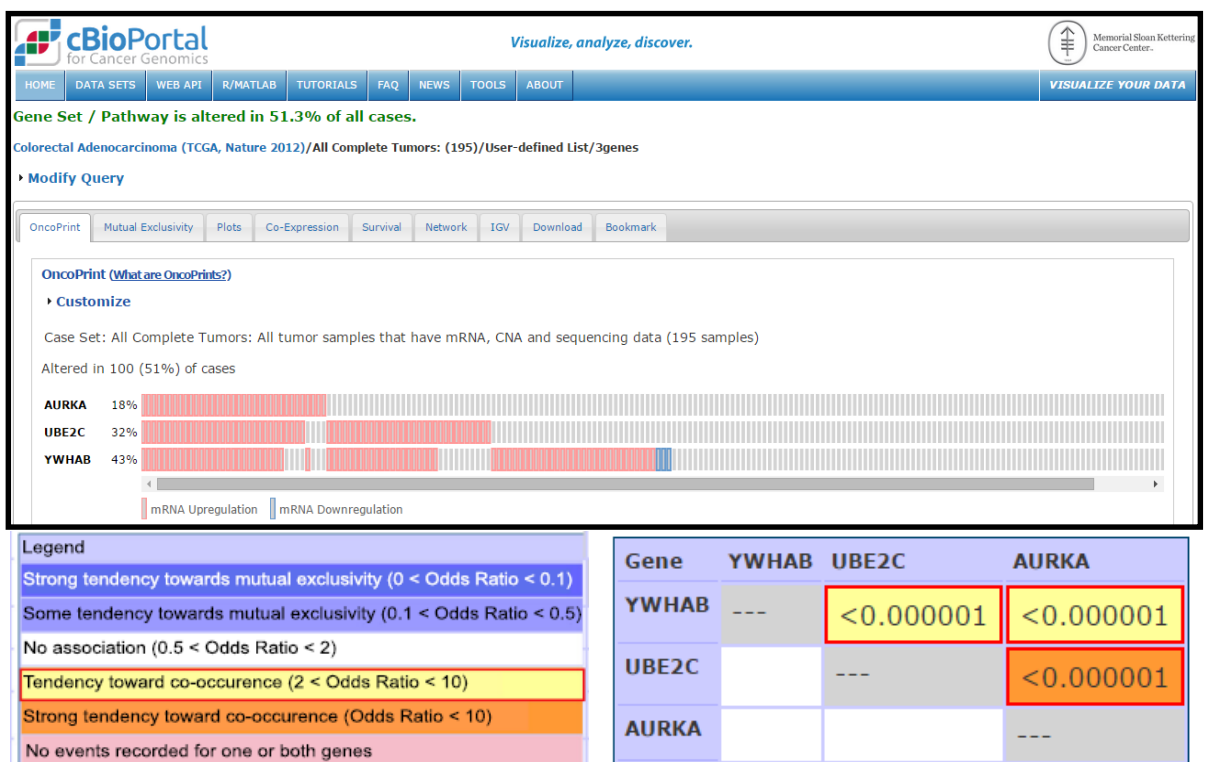 cBioPortal
for Cancer Genomics
Visualize, analyze, discover.
Memorial Sloan Kettering
Cancer Center.
HOME DATA SETS WEB API R/MATLAB TUTORIALS FAQ NEWS TOOLS ABOUT VISUALIZE YOUR DATA
Gene Set / Pathway is altered in 51.3% of all cases.
Colorectal Adenocarcinoma (TCGA, Nature 2012)/All Complete Tumors: (195)/User-defined List/3genes
Modify Query
OncoPrint Mutual Exclusivity Plots Co-Expression Survival Network IGV Download Bookmark
OncoPrint (What are OncoPrints?)
Customize
Case Set: All Complete Tumors: All tumor samples that have mRNA, CNA and sequencing data (195 samples)
Altered in 100 (51%) of cases
AURKA 18%
UBE2C 32%
YWHAB 43%
mRNA Upregulation mRNA Downregulation
Legend
Strong tendency towards mutual exclusivity (0 < Odds Ratio < 0.1)
Some tendency towards mutual exclusivity (0.1 < Odds Ratio < 0.5)
No association (0.5 < Odds Ratio < 2)
Tendency toward co-occurence (2 < Odds Ratio < 10)
Strong tendency toward co-occurence (Odds Ratio < 10)
No events recorded for one or both genes
Gene YWHAB UBE2C AURKA
YWHAB --- <0.000001 <0.000001
UBE2C --- <0.000001
AURKA ---